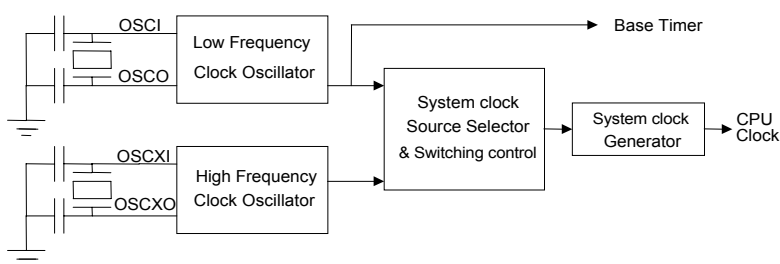 OSCI
OSCO
Low Frequency
Clock Oscillator
Base Timer
System clock
Source Selector
& Switching control
System clock
Generator
CPU
Clock
OSCXI
OSCXO
High Frequency
Clock Oscillator